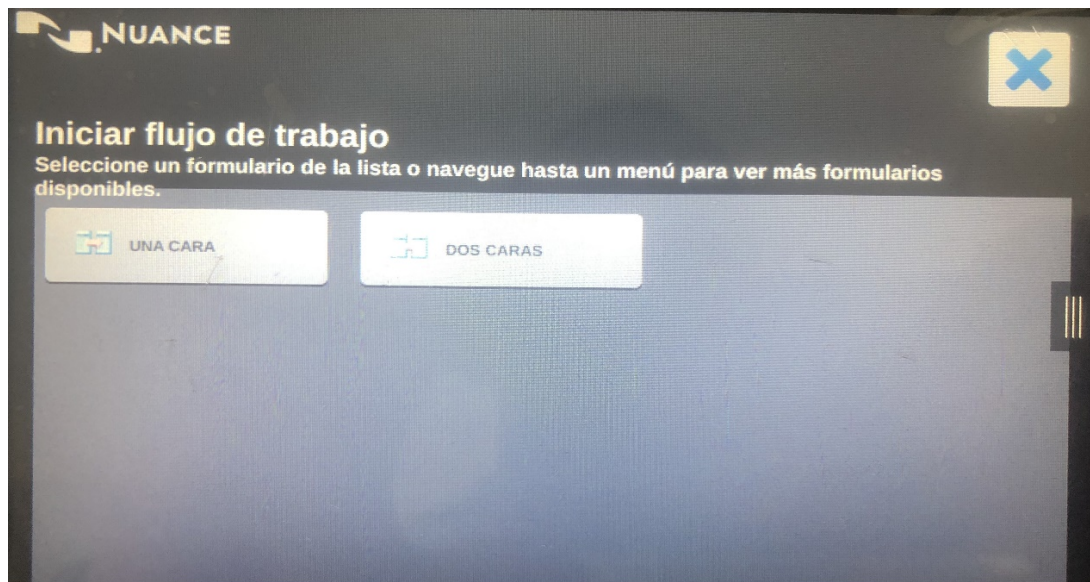 NUANCE
Iniciar flujo de trabajo
Seleccione un formulario de la lista o navegue hasta un menú para ver más formularios
disponibles.
UNA CARA
DOS CARAS